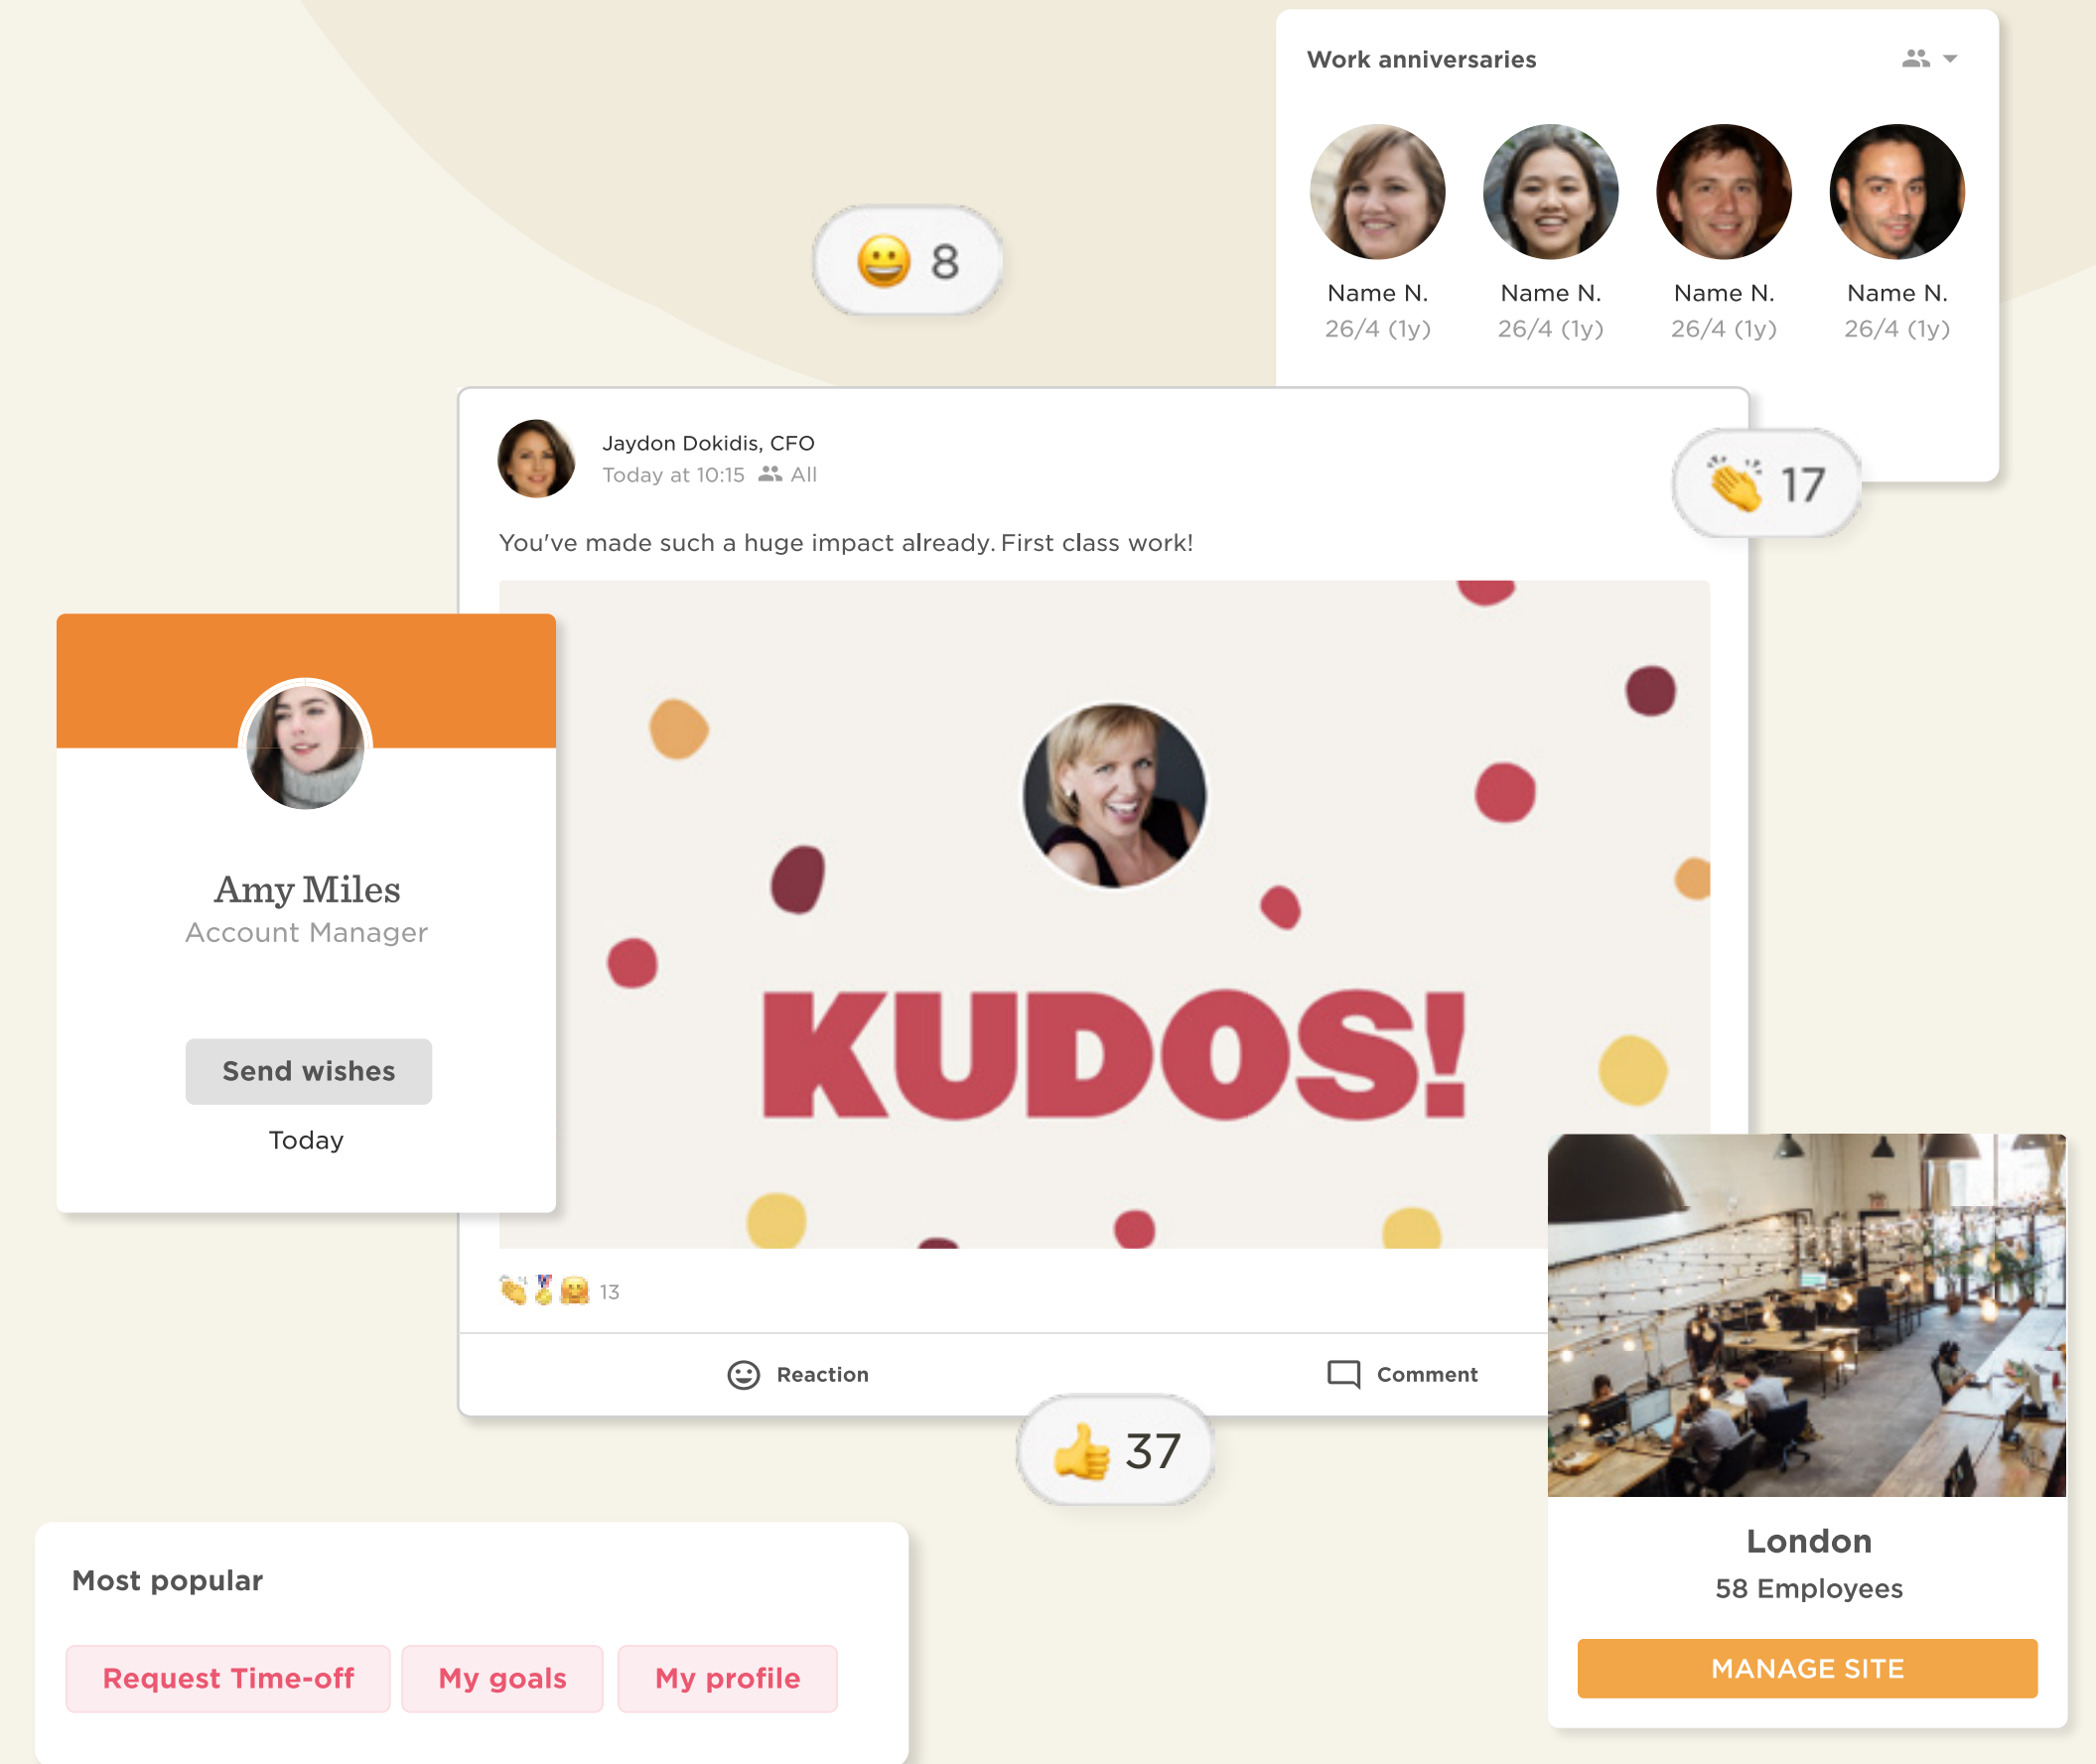 Work anniversaries
Name N. Name N. Name N. Name N.
26/4 (1y) 26/4 (1y) 26/4 (1y) 26/4 (1y)
8
Jaydon Dokidis, CFO
Today at 10:15 All
17
You've made such a huge impact already. First class work!
KUDOS!
Amy Miles
Account Manager
Send wishes
Today
13
Reaction Comment
37
London
58 Employees
MANAGE SITE
Most popular
Request Time-off My goals My profile